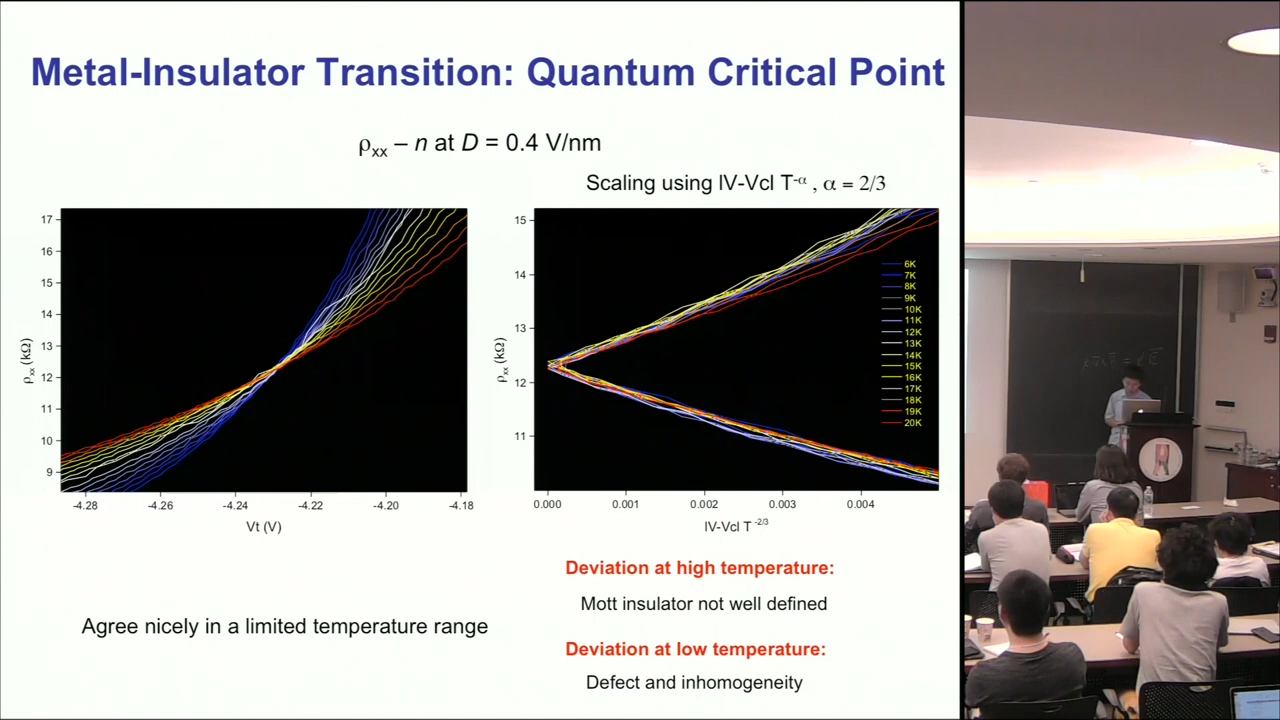 Metal-Insulator Transition: Quantum Critical Point
ρxx – n at D = 0.4 V/nm
Scaling using lV-Vcl T-α , α = 2/3
17
16
15
14
13
12
11
10
9
ρxx (kΩ)
-4.28
-4.26
-4.24
-4.22
-4.20
-4.18
Vt (V)
15
14
13
12
11
ρxx (kΩ)
6K
7K
8K
9K
10K
11K
12K
13K
14K
15K
16K
17K
18K
19K
20K
0.000
0.001
0.002
0.003
0.004
lV-Vcl T -2/3
Deviation at high temperature:
Mott insulator not well defined
Agree nicely in a limited temperature range
Deviation at low temperature:
Defect and inhomogeneity